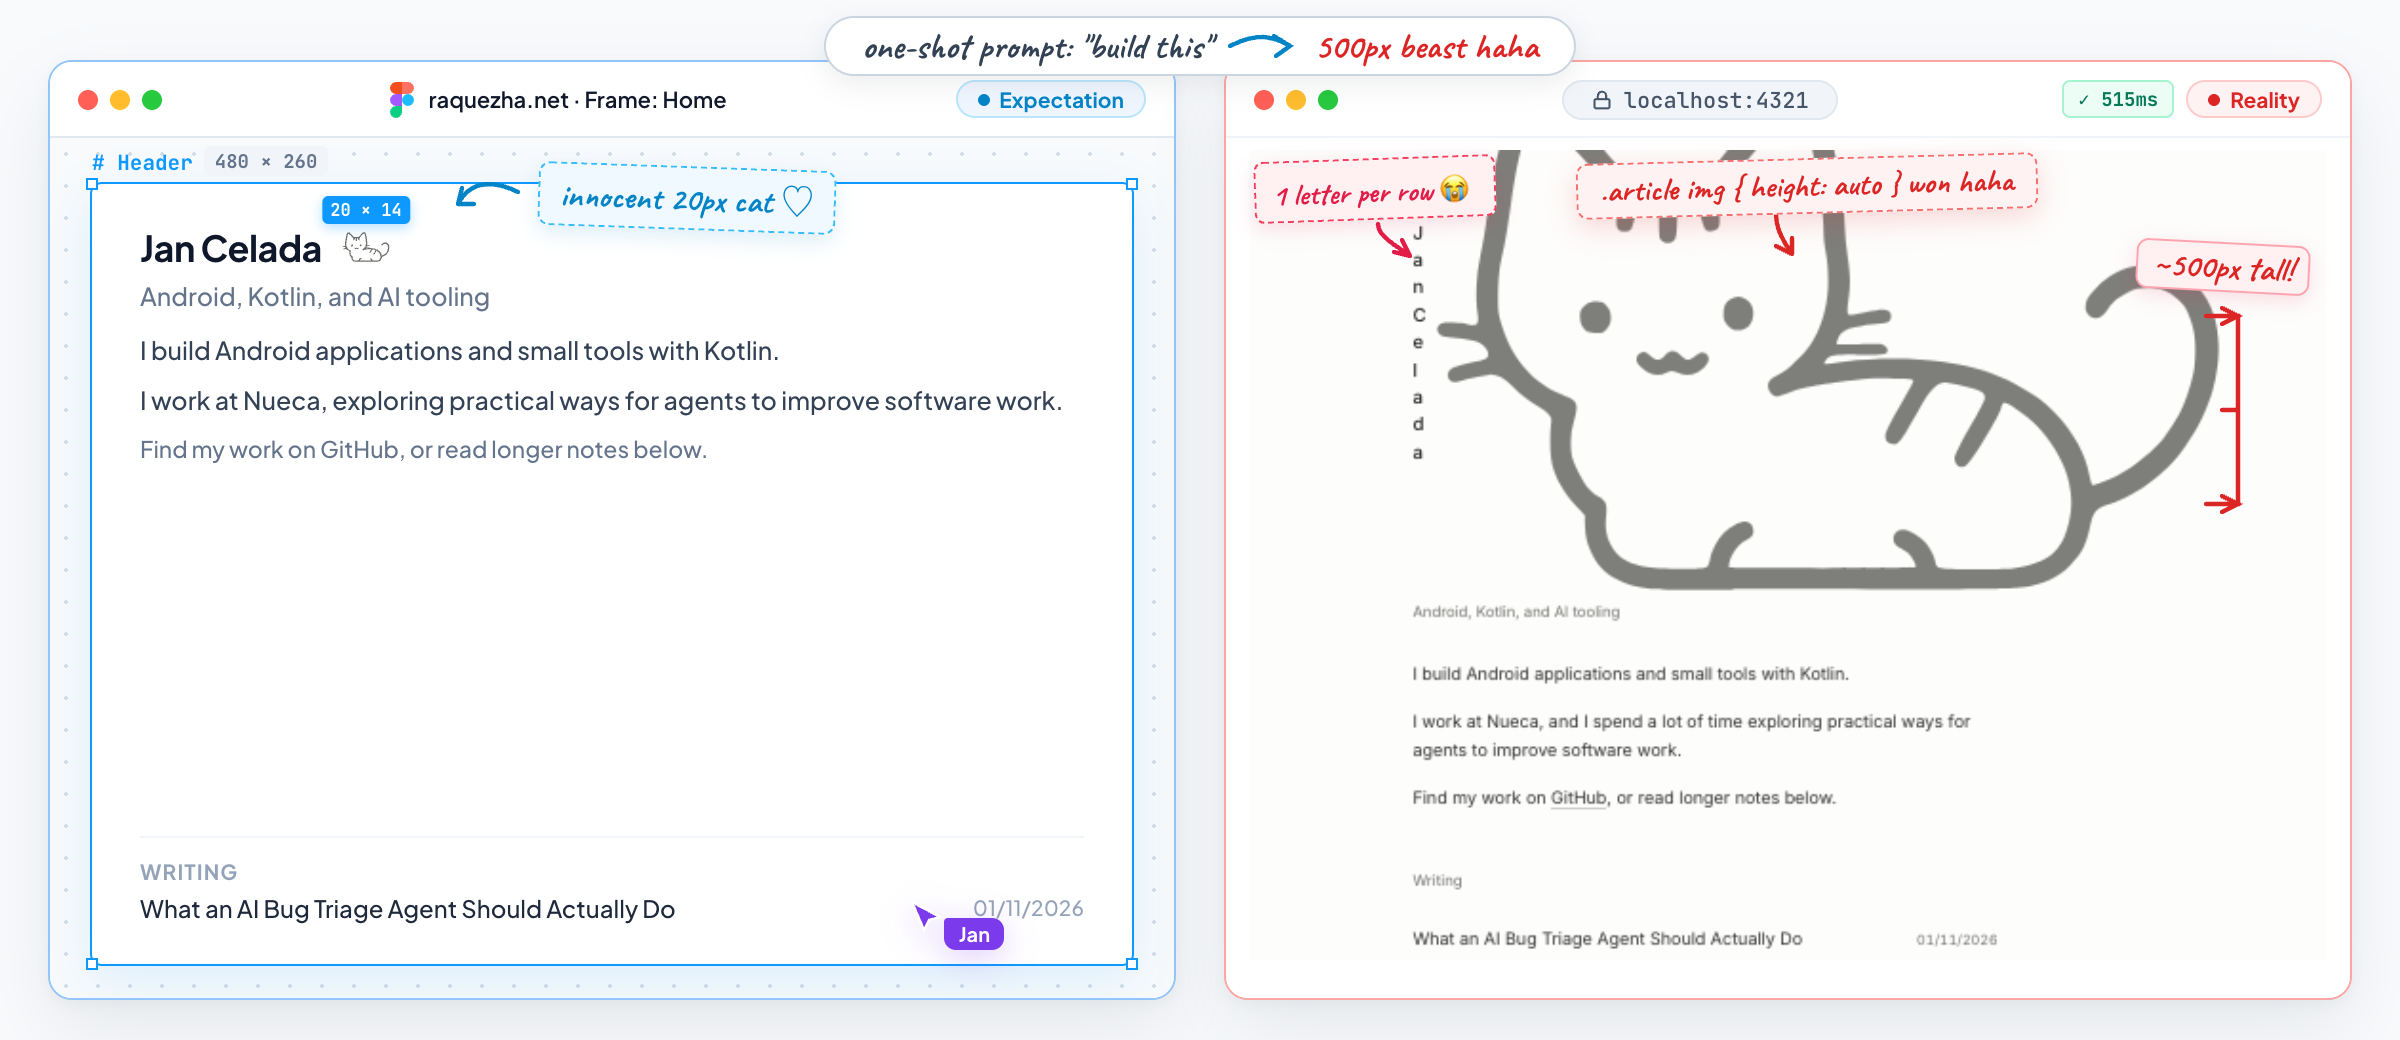 one-shot prompt: "build this" 500px beast haha
raquezha.net · Frame: Home
Expectation
# Header 480 × 260
innocent 20px cat ♡
20 × 14
Jan Celada
Android, Kotlin, and AI tooling
I build Android applications and small tools with Kotlin.
I work at Nueca, exploring practical ways for agents to improve software work.
Find my work on GitHub, or read longer notes below.
WRITING
What an AI Bug Triage Agent Should Actually Do 01/11/2026
Jan
localhost:4321
✓ 515ms
Reality
1 letter per row 😭
.article img { height: auto } won haha
~500px tall!
J
a
n
C
e
l
a
d
a
Android, Kotlin, and AI tooling
I build Android applications and small tools with Kotlin.
I work at Nueca, and I spend a lot of time exploring practical ways for
agents to improve software work.
Find my work on GitHub, or read longer notes below.
Writing
What an AI Bug Triage Agent Should Actually Do 01/11/2026